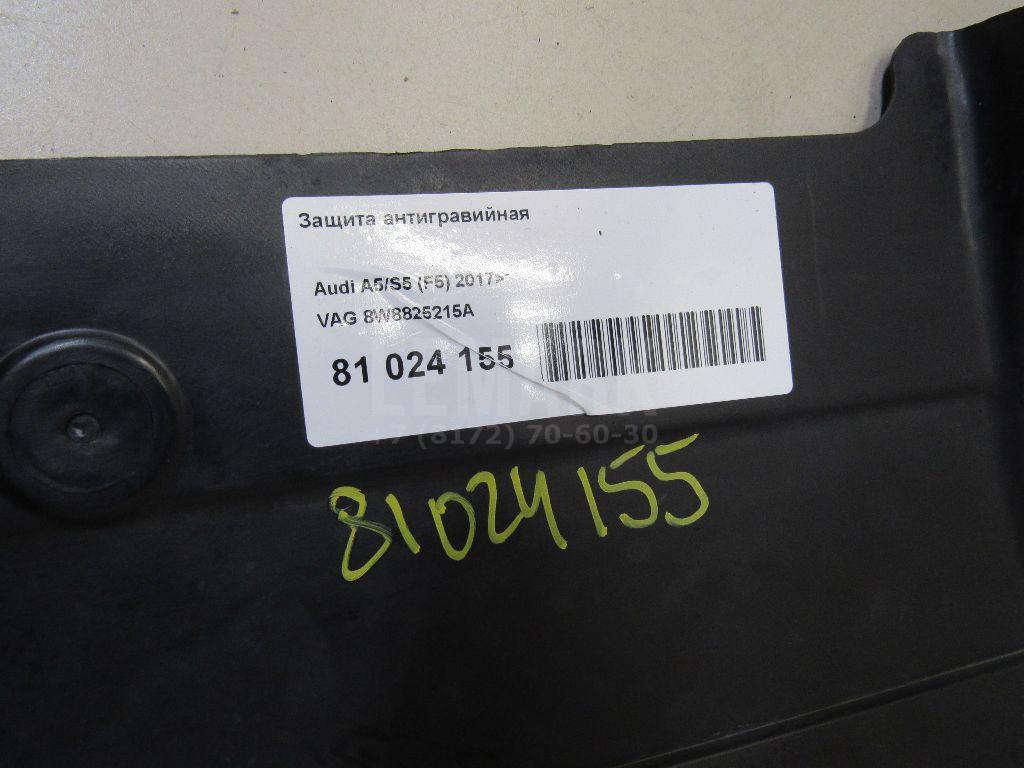 Защита антигравийная
Audi A5/S5 (F5) 2017>
VAG 8W8825215A
81 024 155
+7 (8172) 70-60-30
81024155